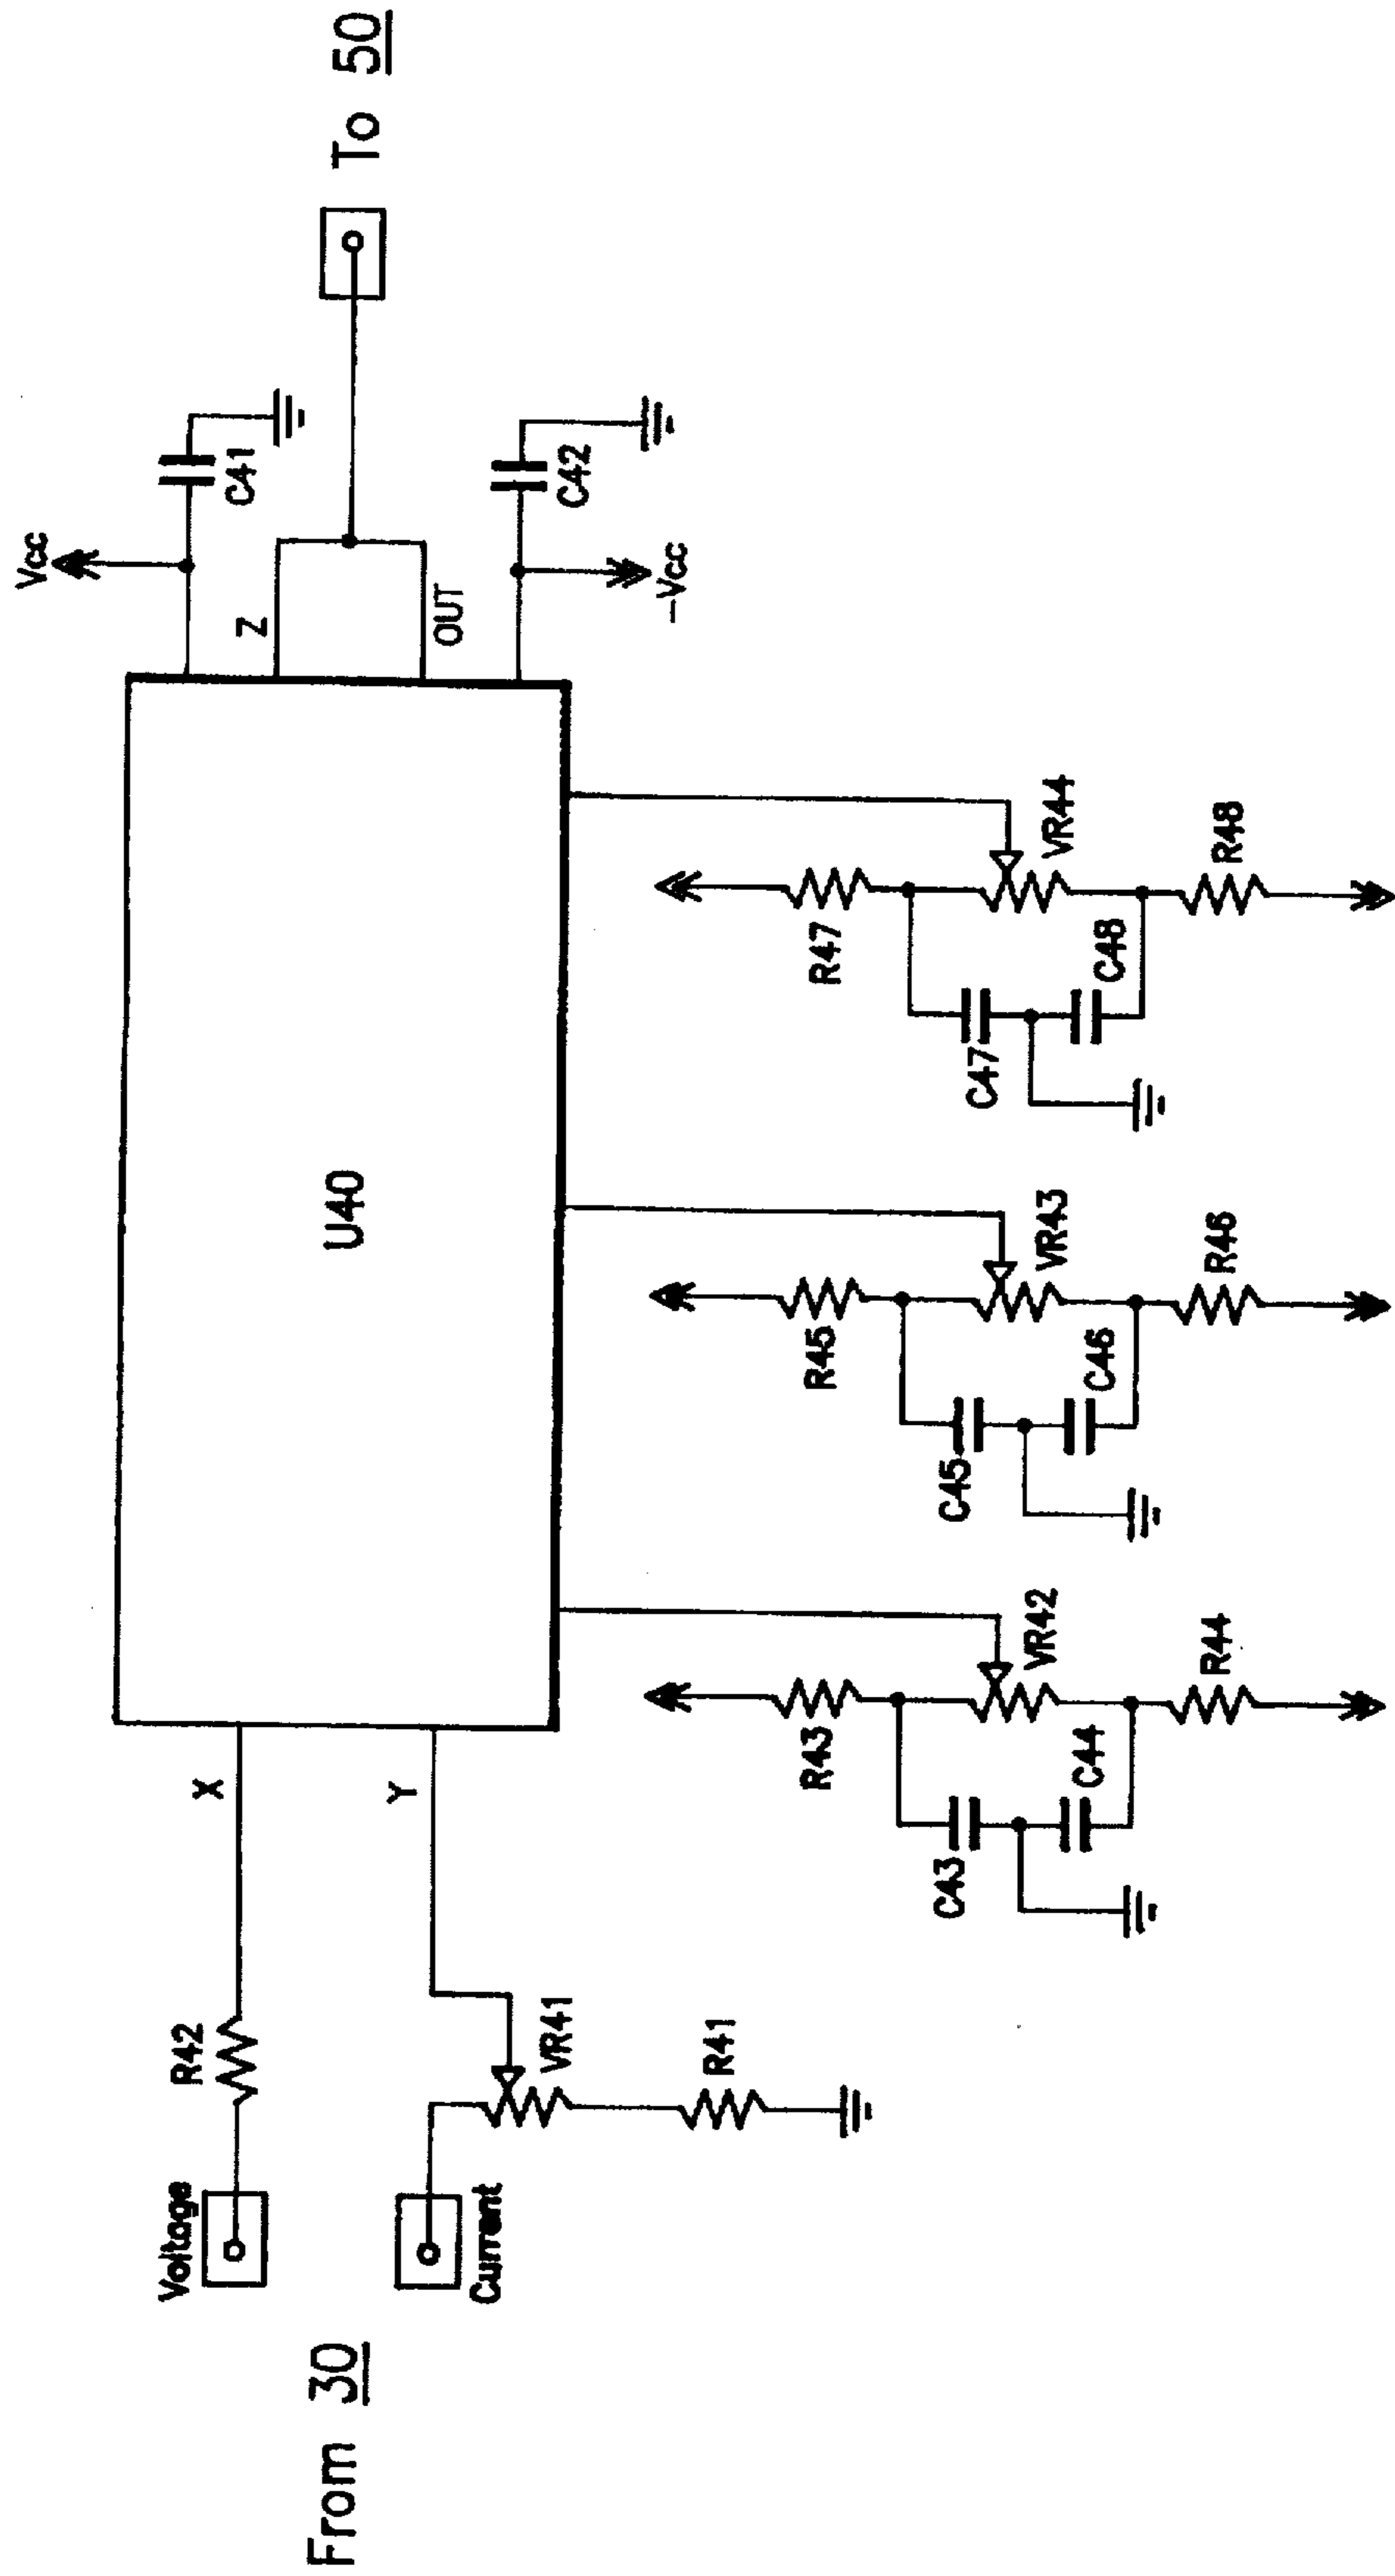 From 30
Voltage
Current
R42
VR41
R41
X
Y
U40
Z
OUT
Vcc
-Vcc
C41
C42
To 50
R43
C43
C44
VR42
R44
R45
C45
C46
VR43
R46
R47
C47
C48
VR44
R48